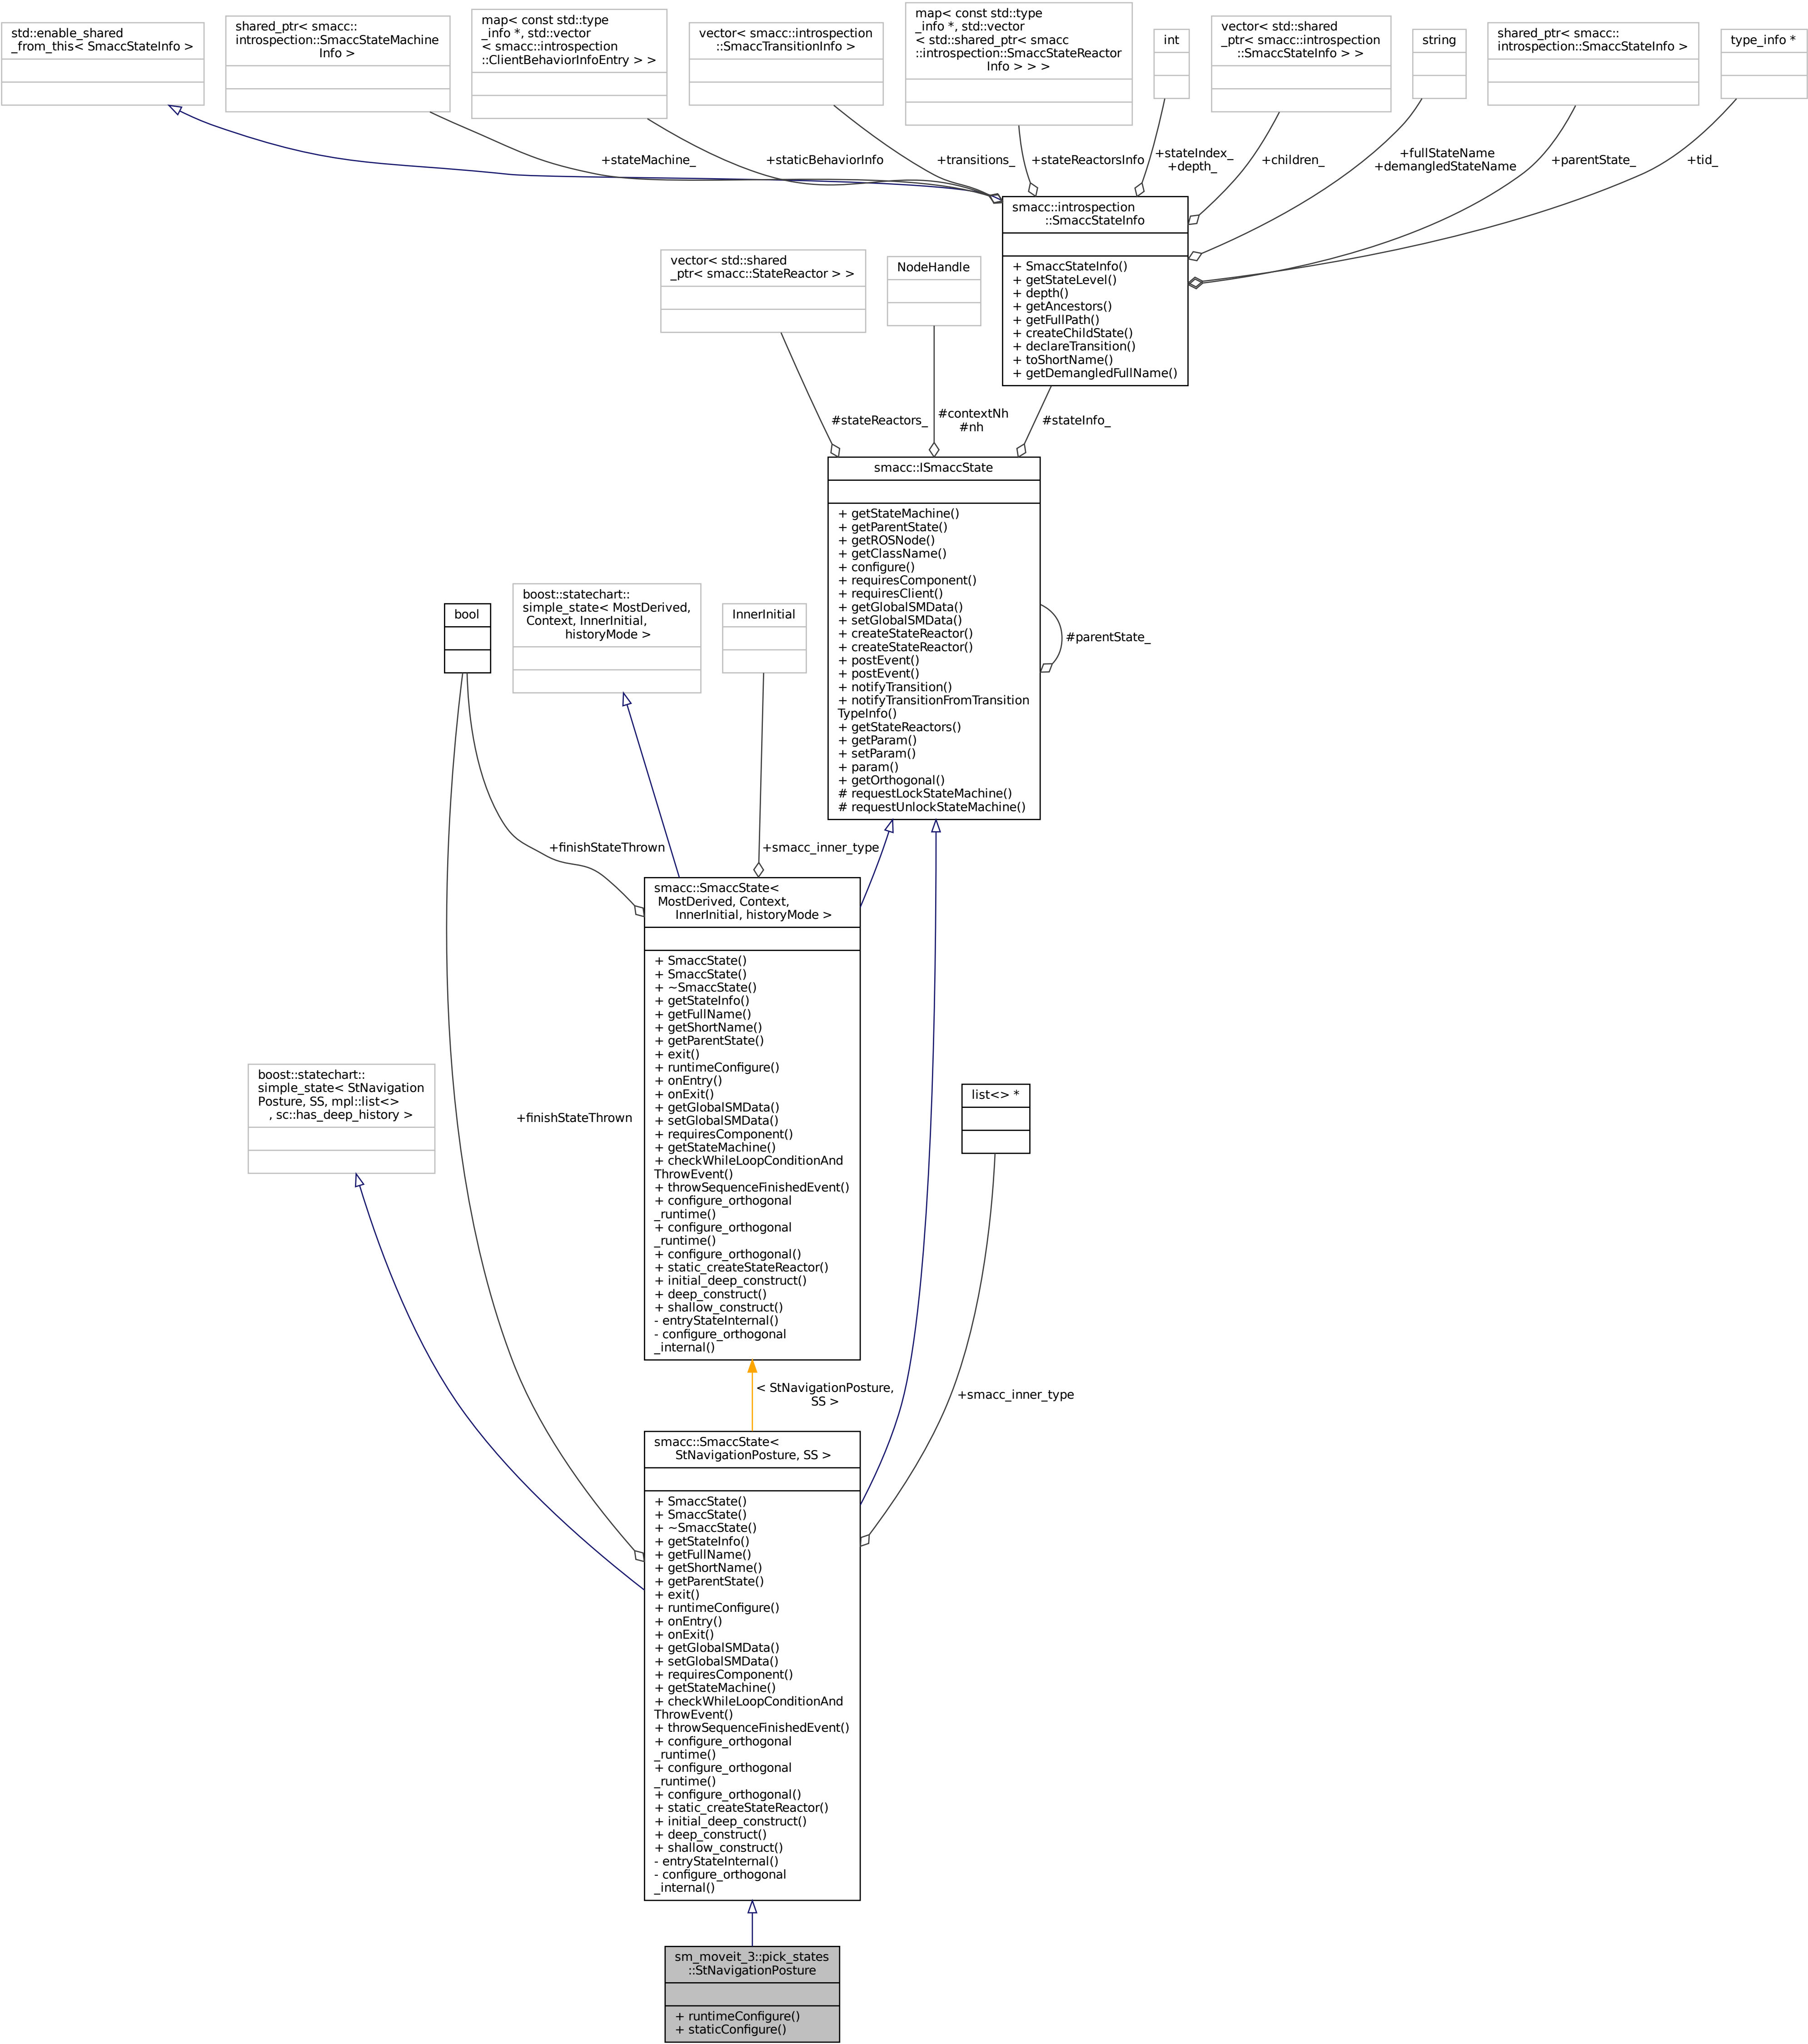 std::enable_shared
_from_this< SmaccStateInfo >
shared_ptr< smacc::
introspection::SmaccStateMachine
Info >
map< const std::type
_info *, std::vector
< smacc::introspection
::ClientBehaviorInfoEntry > >
vector< smacc::introspection
::SmaccTransitionInfo >
map< const std::type
_info *, std::vector
< std::shared_ptr< smacc
::introspection::SmaccStateReactor
Info > > >
int
vector< std::shared
_ptr< smacc::introspection
::SmaccStateInfo > >
string
shared_ptr< smacc::
introspection::SmaccStateInfo >
type_info *
+stateMachine_
+staticBehaviorInfo
+transitions_
+stateReactorsInfo
+stateIndex_
+depth_
+children_
+fullStateName
+demangledStateName
+parentState_
+tid_
smacc::introspection
::SmaccStateInfo
+ SmaccStateInfo()
+ getStateLevel()
+ depth()
+ getAncestors()
+ getFullPath()
+ createChildState()
+ declareTransition()
+ toShortName()
+ getDemangledFullName()
vector< std::shared
_ptr< smacc::StateReactor > >
NodeHandle
#stateReactors_
#contextNh
#nh
#stateInfo_
smacc::ISmaccState
+ getStateMachine()
+ getParentState()
+ getROSNode()
+ getClassName()
+ configure()
+ requiresComponent()
+ requiresClient()
+ getGlobalSMData()
+ setGlobalSMData()
+ createStateReactor()
+ createStateReactor()
+ postEvent()
+ postEvent()
+ notifyTransition()
+ notifyTransitionFromTransition
TypeInfo()
+ getStateReactors()
+ getParam()
+ setParam()
+ param()
+ getOrthogonal()
# requestLockStateMachine()
# requestUnlockStateMachine()
#parentState_
bool
boost::statechart::
simple_state< MostDerived,
Context, InnerInitial,
historyMode >
InnerInitial
+finishStateThrown
+smacc_inner_type
smacc::SmaccState<
MostDerived, Context,
InnerInitial, historyMode >
+ SmaccState()
+ SmaccState()
+ ~SmaccState()
+ getStateInfo()
+ getFullName()
+ getShortName()
+ getParentState()
+ exit()
+ runtimeConfigure()
+ onEntry()
+ onExit()
+ getGlobalSMData()
+ setGlobalSMData()
+ requiresComponent()
+ getStateMachine()
+ checkWhileLoopConditionAnd
ThrowEvent()
+ throwSequenceFinishedEvent()
+ configure_orthogonal
_runtime()
+ configure_orthogonal
_runtime()
+ configure_orthogonal()
+ static_createStateReactor()
+ initial_deep_construct()
+ deep_construct()
+ shallow_construct()
- entryStateInternal()
- configure_orthogonal
_internal()
+finishStateThrown
boost::statechart::
simple_state< StNavigation
Posture, SS, mpl::list<>
, sc::has_deep_history >
list<> *
< StNavigationPosture,
SS >
+smacc_inner_type
smacc::SmaccState<
StNavigationPosture, SS >
+ SmaccState()
+ SmaccState()
+ ~SmaccState()
+ getStateInfo()
+ getFullName()
+ getShortName()
+ getParentState()
+ exit()
+ runtimeConfigure()
+ onEntry()
+ onExit()
+ getGlobalSMData()
+ setGlobalSMData()
+ requiresComponent()
+ getStateMachine()
+ checkWhileLoopConditionAnd
ThrowEvent()
+ throwSequenceFinishedEvent()
+ configure_orthogonal
_runtime()
+ configure_orthogonal
_runtime()
+ configure_orthogonal()
+ static_createStateReactor()
+ initial_deep_construct()
+ deep_construct()
+ shallow_construct()
- entryStateInternal()
- configure_orthogonal
_internal()
sm_moveit_3::pick_states
::StNavigationPosture
+ runtimeConfigure()
+ staticConfigure()